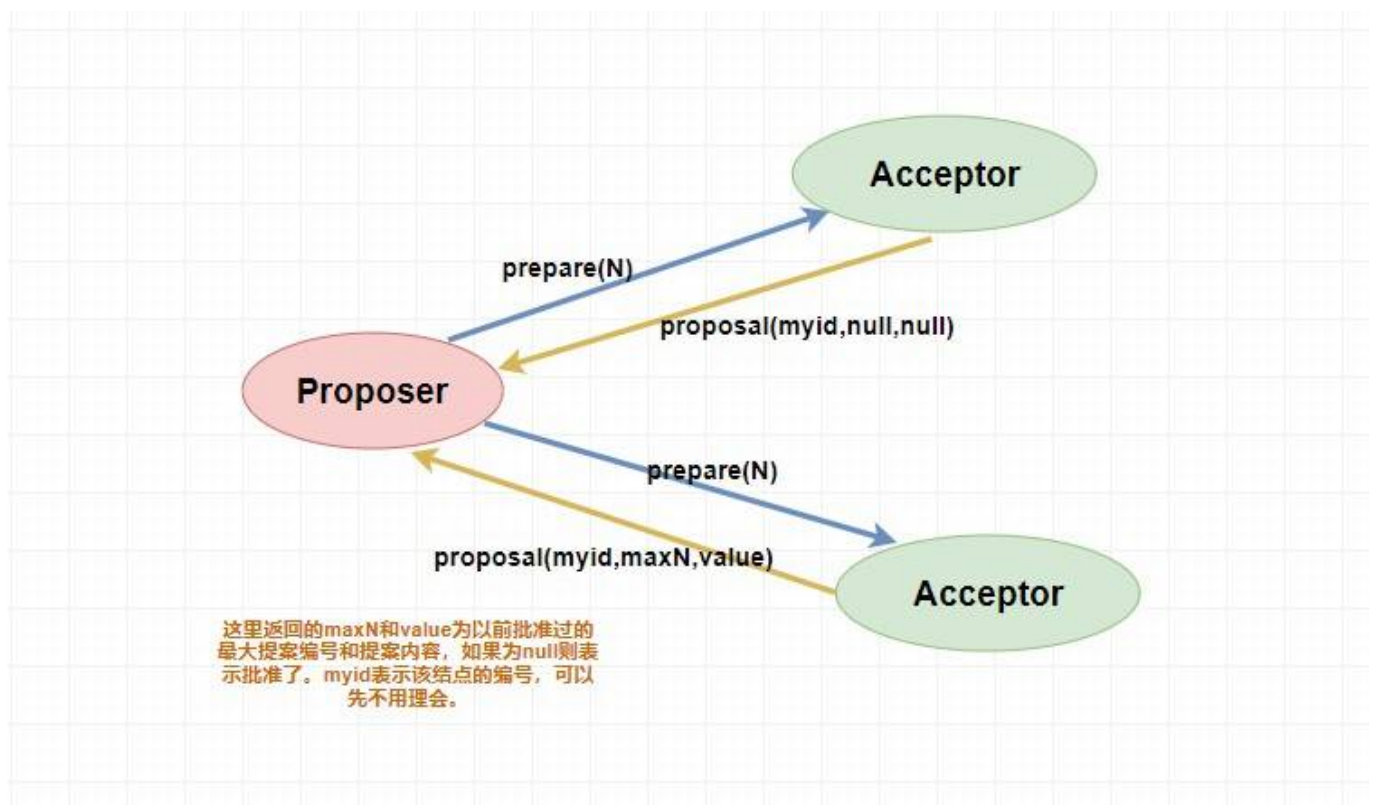 Acceptor
prepare(N)
proposal(myid,null,null)
Proposer
prepare(N)
proposal(myid,maxN,value)
Acceptor
这里返回的maxN和value为以前批准过的
最大提案编号和提案内容，如果为null则表
示批准了。myid表示该结点的编号，可以
先不用理会。